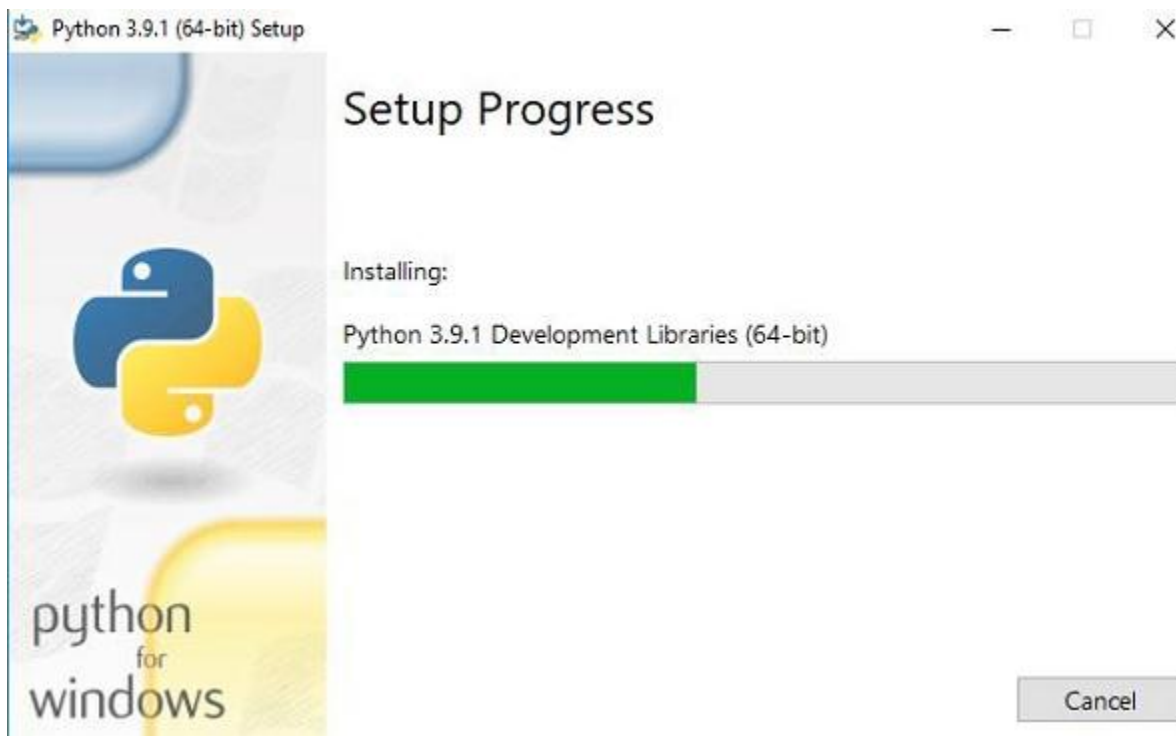 Python 3.9.1 (64-bit) Setup
Setup Progress
Installing:
Python 3.9.1 Development Libraries (64-bit)
python
for
windows
Cancel